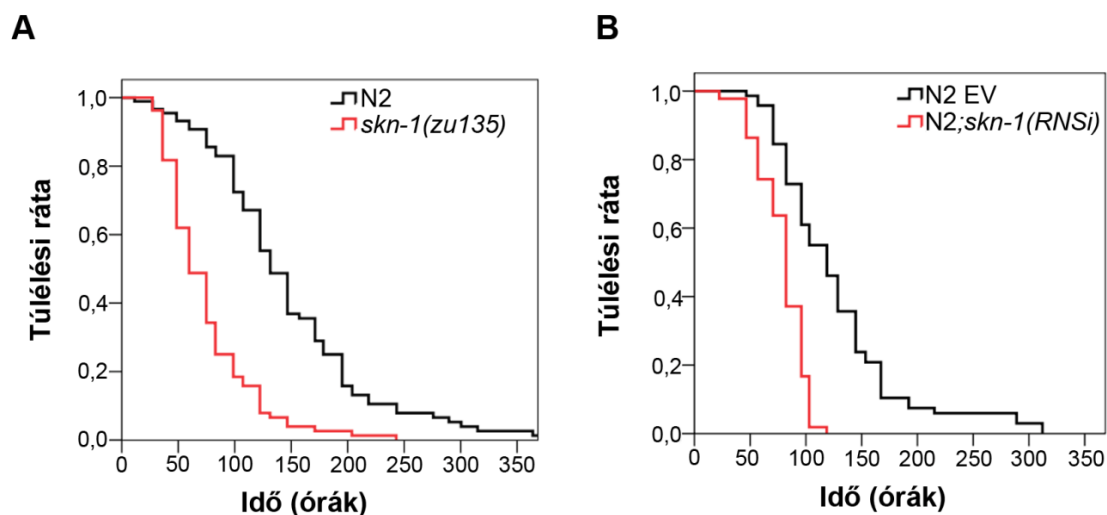 A
N2
skn-1(zu135)
Túlélési ráta
1,0
0,8
0,6
0,4
0,2
0,0
0 50 100 150 200 250 300 350
Idő (órák)
B
N2 EV
N2;skn-1(RNSi)
Túlélési ráta
1,0
0,8
0,6
0,4
0,2
0,0
0 50 100 150 200 250 300 350
Idő (órák)